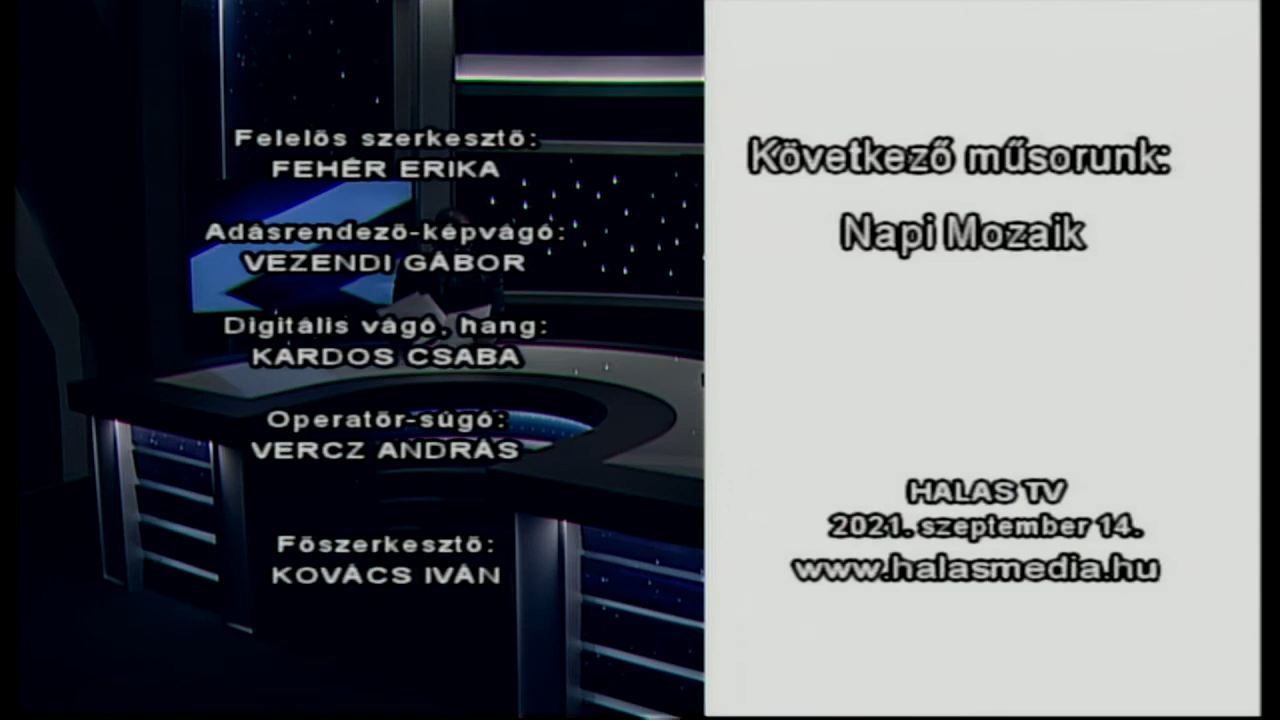 Felelős szerkesztő:
FEHÉR ERIKA
Adásrendező-képvágó:
VEZENDI GÁBOR
Digitális vágó, hang:
KARDOS CSABA
Operatőr-súgó:
VERCZ ANDRÁS
Főszerkesztő:
KOVÁCS IVÁN
Következő műsorunk:
Napi Mozaik
HALAS TV
2021. szeptember 14.
www.halasmedia.hu